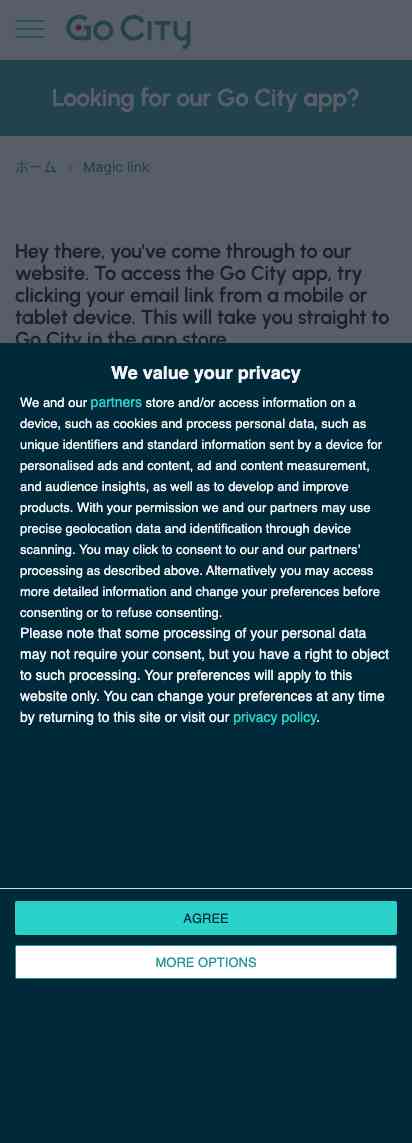 Go City
Looking for our Go City app?
ホーム › Magic link
Hey there, you've come through to our
website. To access the Go City app, try
clicking your email link from a mobile or
tablet device. This will take you straight to
Go City in the app store
We value your privacy
We and our partners store and/or access information on a
device, such as cookies and process personal data, such as
unique identifiers and standard information sent by a device for
personalised ads and content, ad and content measurement,
and audience insights, as well as to develop and improve
products. With your permission we and our partners may use
precise geolocation data and identification through device
scanning. You may click to consent to our and our partners’
processing as described above. Alternatively you may access
more detailed information and change your preferences before
consenting or to refuse consenting.
Please note that some processing of your personal data
may not require your consent, but you have a right to object
to such processing. Your preferences will apply to this
website only. You can change your preferences at any time
by returning to this site or visit our privacy policy.
AGREE
MORE OPTIONS